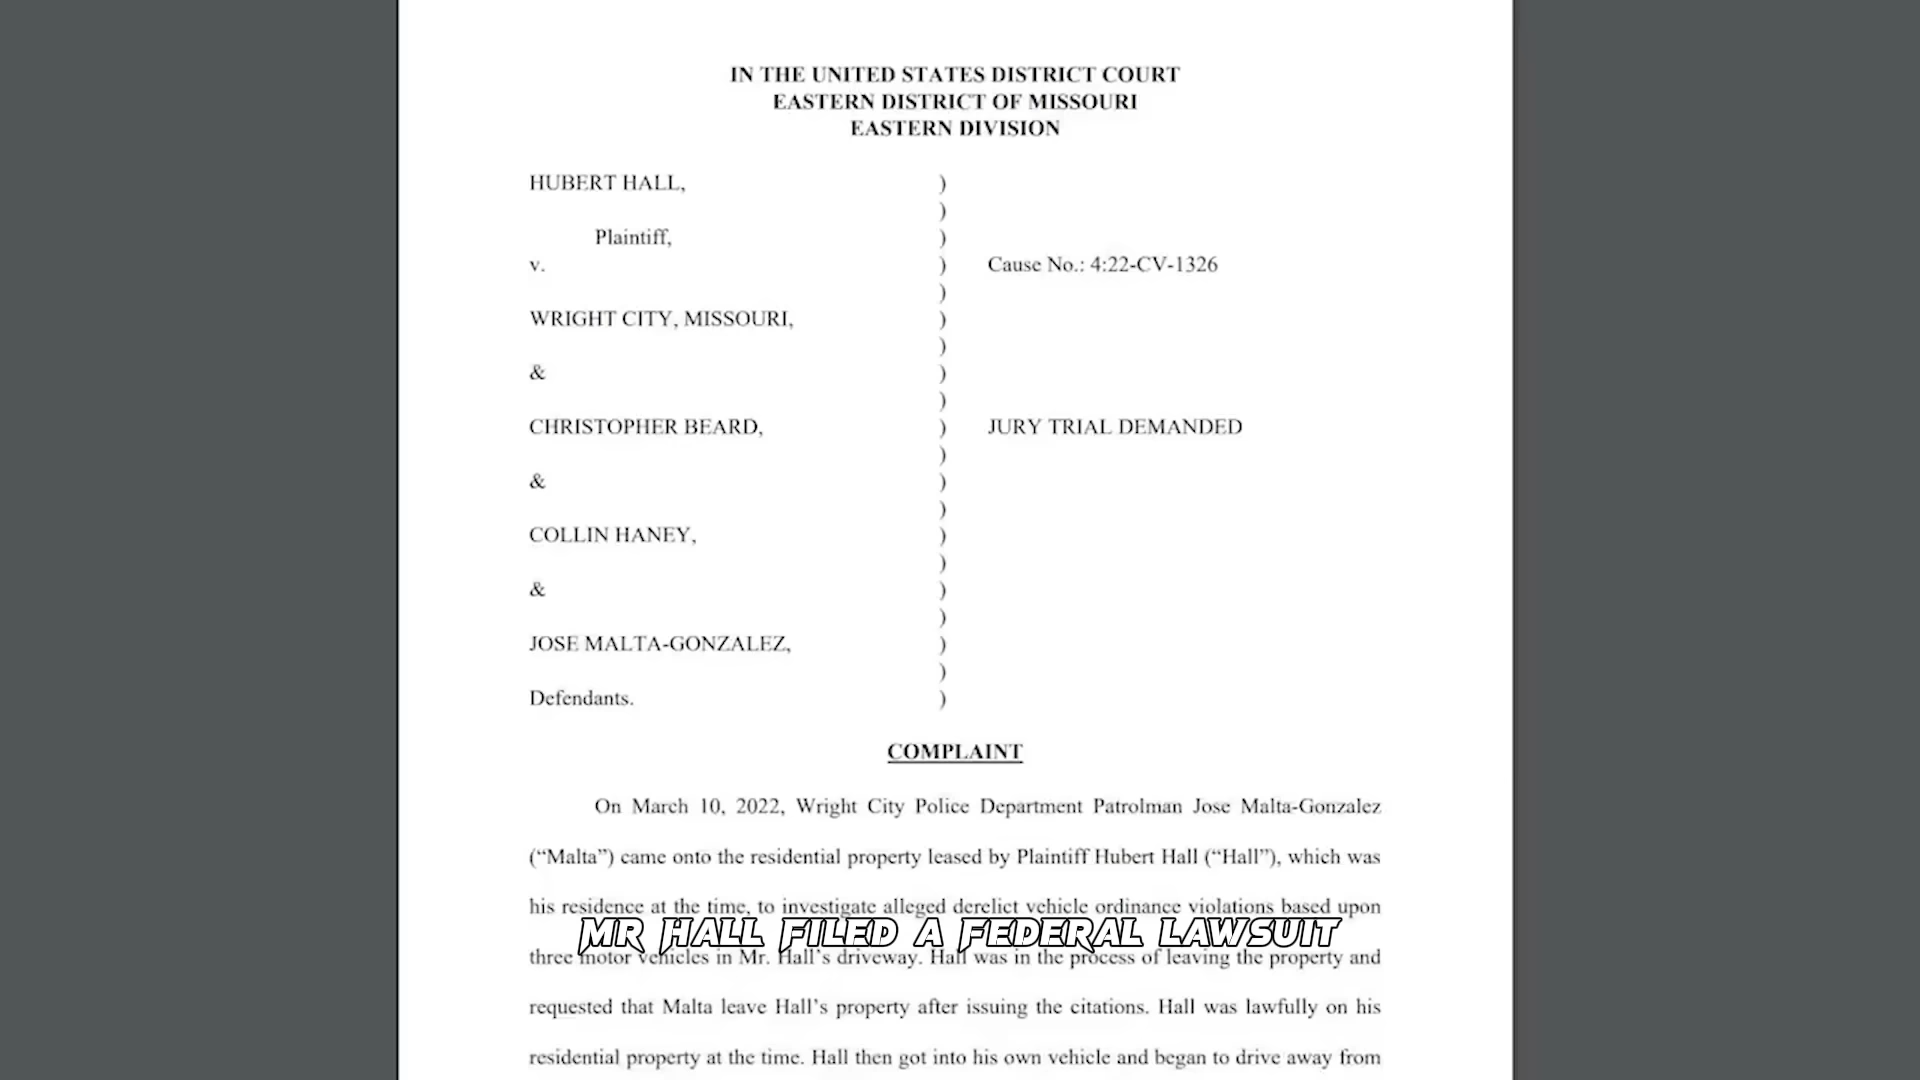 IN THE UNITED STATES DISTRICT COURT
EASTERN DISTRICT OF MISSOURI
EASTERN DIVISION
HUBERT HALL, )
)
Plaintiff, )
v. ) Cause No.: 4:22-CV-1326
)
WRIGHT CITY, MISSOURI, )
)
& )
)
CHRISTOPHER BEARD, ) JURY TRIAL DEMANDED
)
& )
)
COLLIN HANEY, )
)
& )
)
JOSE MALTA-GONZALEZ, )
)
Defendants. )
COMPLAINT
On March 10, 2022, Wright City Police Department Patrolman Jose Malta-Gonzalez
(“Malta”) came onto the residential property leased by Plaintiff Hubert Hall (“Hall”), which was
his residence at the time, to investigate alleged derelict vehicle ordinance violations based upon
MR HALL FILED A FEDERAL LAWSUIT
three motor vehicles in Mr. Hall’s driveway. Hall was in the process of leaving the property and
requested that Malta leave Hall’s property after issuing the citations. Hall was lawfully on his
residential property at the time. Hall then got into his own vehicle and began to drive away from